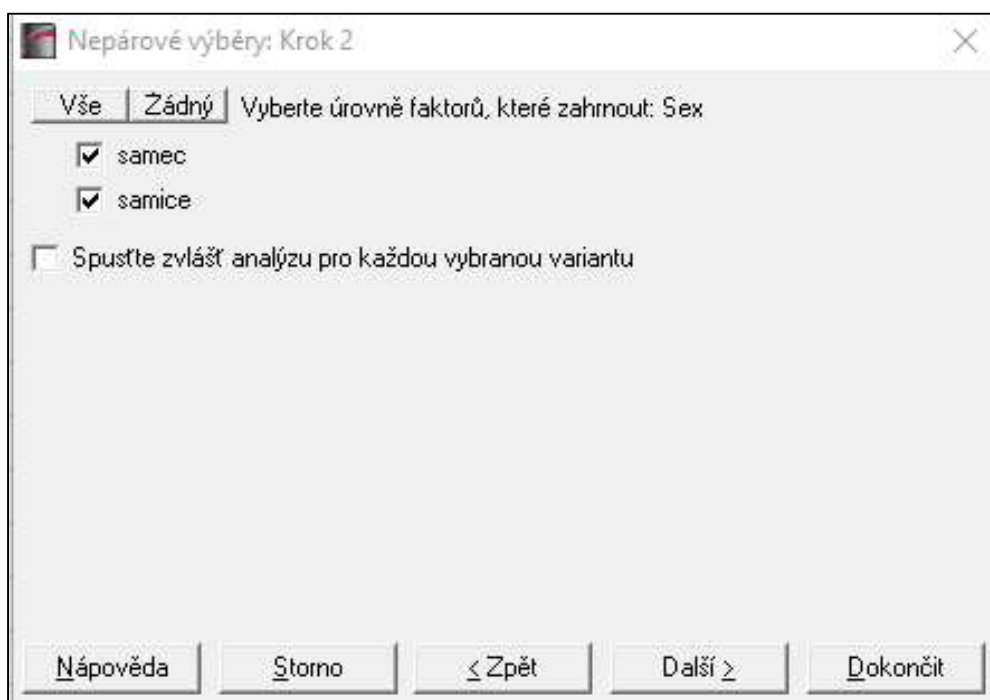 Nepárové výběry: Krok 2
Vše Žádný Vyberte úrovně faktorů, které zahrnout: Sex
samec
samice
Spusťte zvlášť analýzu pro každou vybranou variantu
Nápověda Storno < Zpět Další > Dokončit